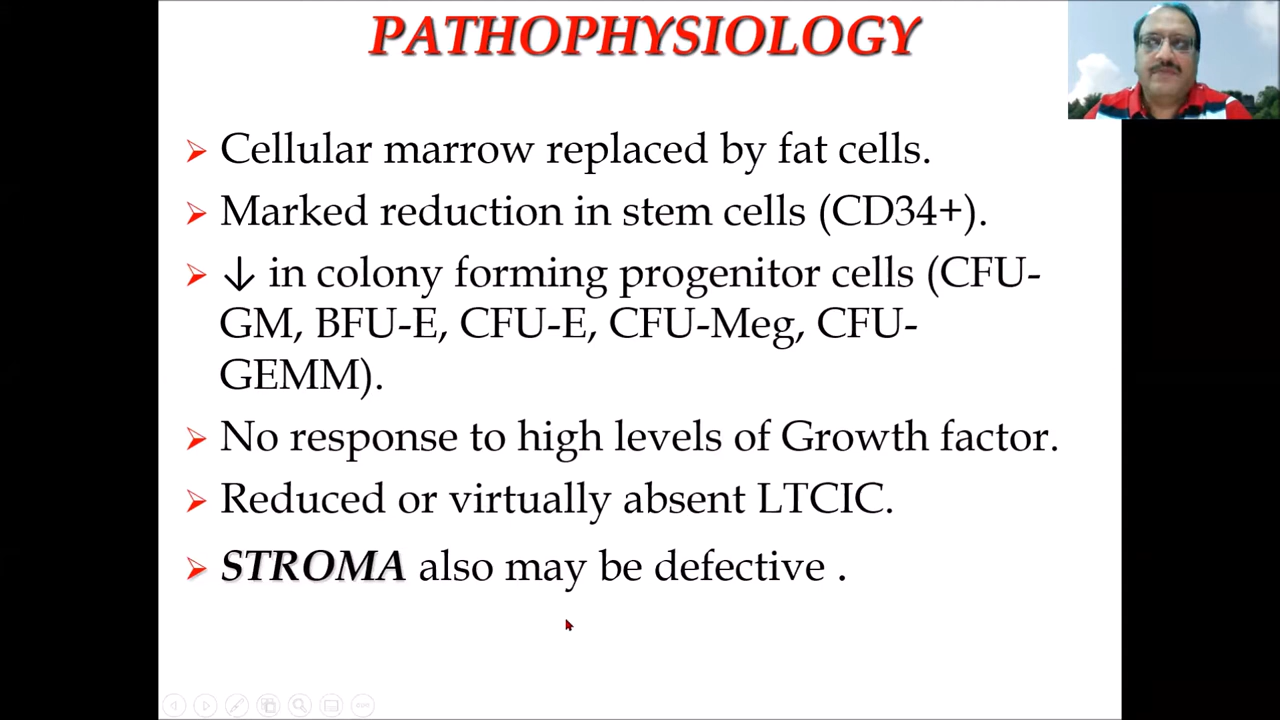 PATHOPHYSIOLOGY
➢ Cellular marrow replaced by fat cells.
➢ Marked reduction in stem cells (CD34+).
➢ ↓ in colony forming progenitor cells (CFU-
GM, BFU-E, CFU-E, CFU-Meg, CFU-
GEMM).
➢ No response to high levels of Growth factor.
➢ Reduced or virtually absent LTCIC.
➢ STROMA also may be defective .